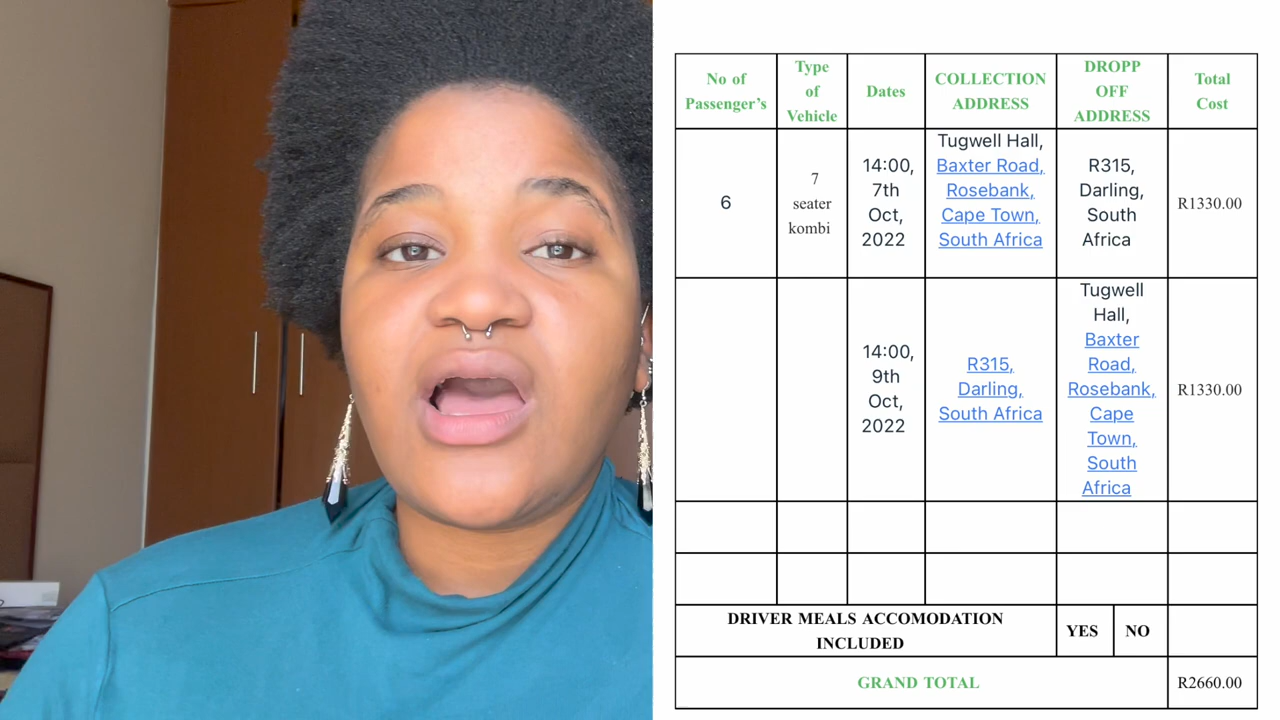 No of
Passenger's
Type
of
Vehicle
Dates
COLLECTION
ADDRESS
DROPP
OFF
ADDRESS
Total
Cost
6
7
seater
kombi
14:00,
7th
Oct,
2022
Tugwell Hall,
Baxter Road,
Rosebank,
Cape Town,
South Africa
R315,
Darling,
South
Africa
R1330.00
14:00,
9th
Oct,
2022
R315,
Darling,
South Africa
Tugwell
Hall,
Baxter
Road,
Rosebank,
Cape
Town,
South
Africa
R1330.00
DRIVER MEALS ACCOMODATION
INCLUDED
YES
NO
GRAND TOTAL
R2660.00